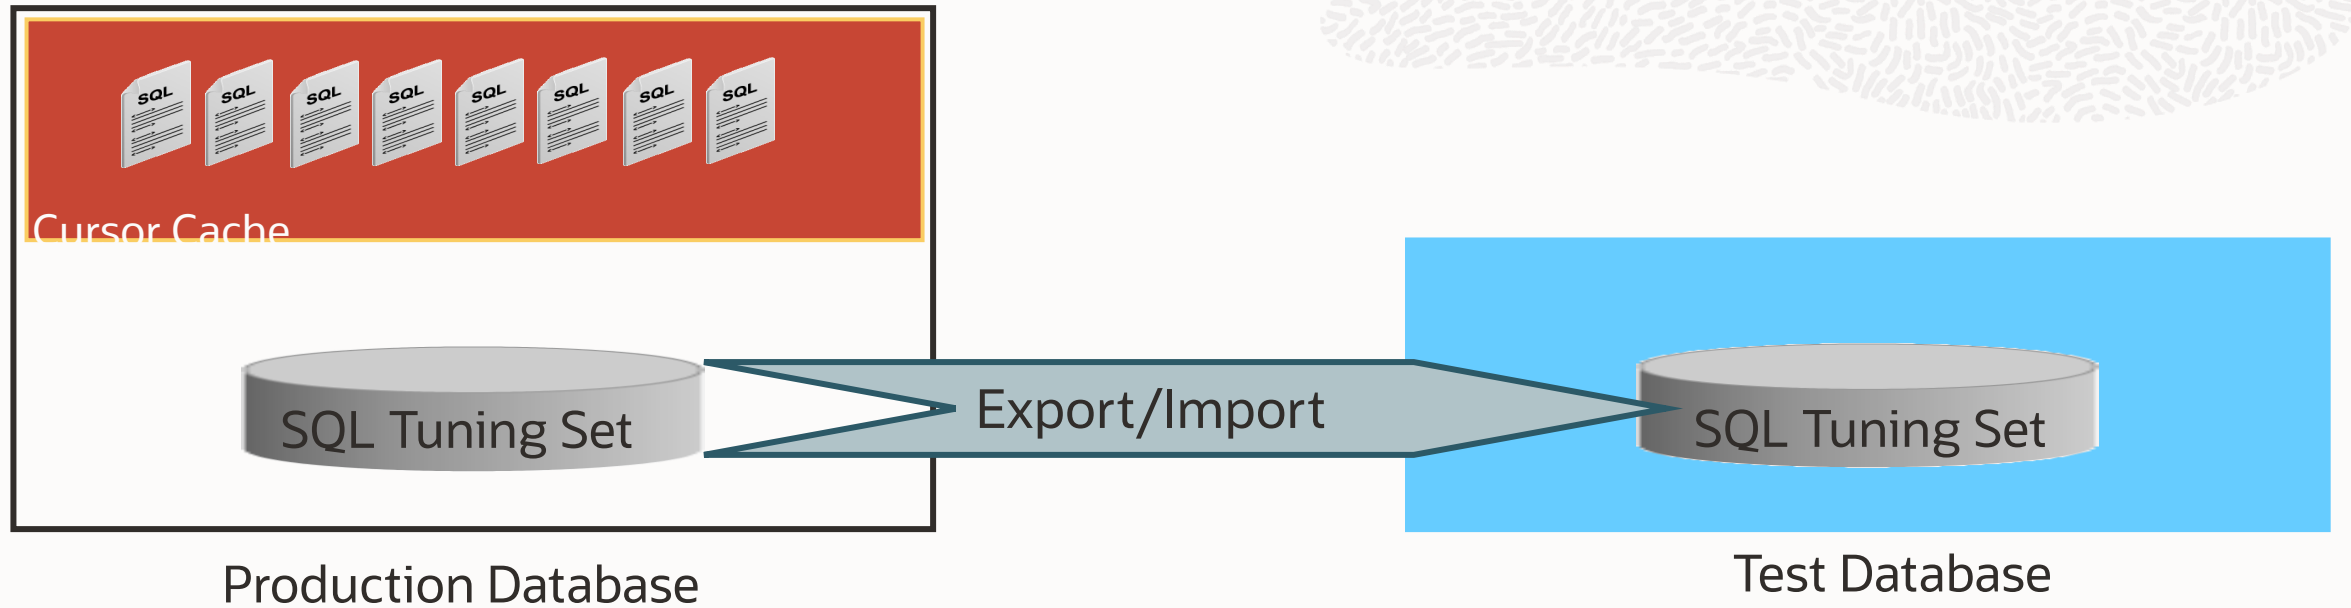 SQL SQL SQL SQL SQL SQL SQL SQL
Cursor Cache
SQL Tuning Set
Export/Import
SQL Tuning Set
Production Database
Test Database